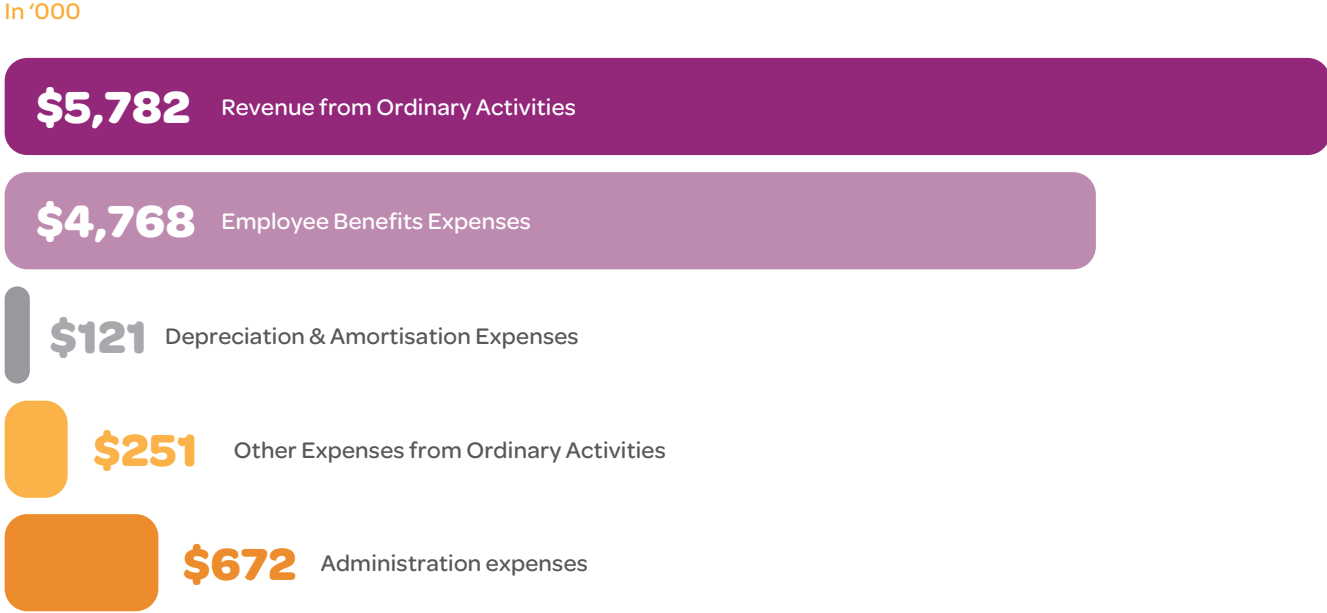 In ‘000
$5,782 Revenue from Ordinary Activities
$4,768 Employee Benefits Expenses
$121 Depreciation & Amortisation Expenses
$251 Other Expenses from Ordinary Activities
$672 Administration expenses